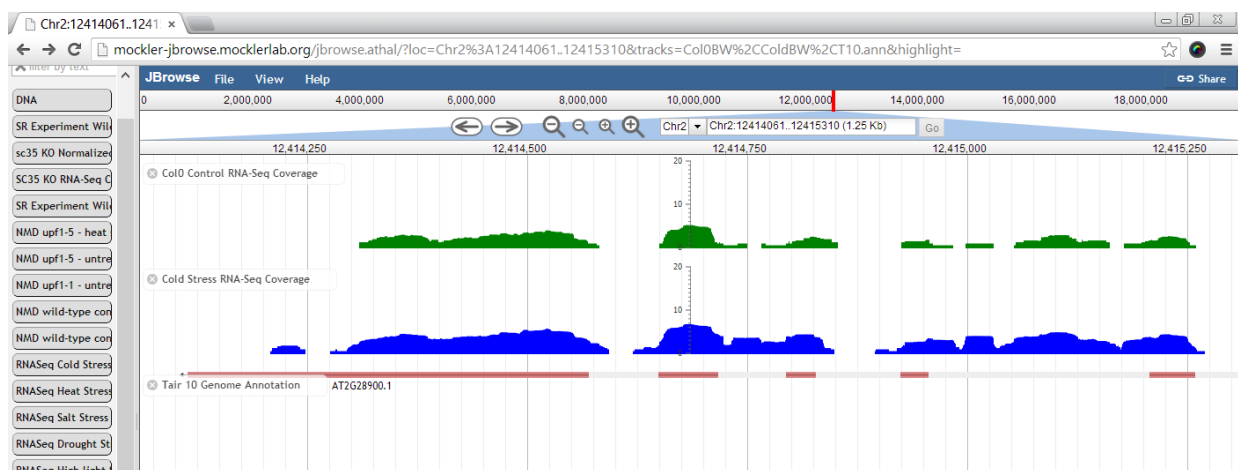 Chr2:12414061..1241
mockler-jbrowse.mocklerlab.org/jbrowse.athal/?loc=Chr2%3A12414061..12415310&tracks=Col0BW%2CColdBW%2CT10.ann&highlight=
filter by text
JBrowse File View Help Share
0 2,000,000 4,000,000 6,000,000 8,000,000 10,000,000 12,000,000 14,000,000 16,000,000 18,000,000
Chr2 Chr2:12414061..12415310 (1.25 Kb) Go
12,414,250 12,414,500 12,414,750 12,415,000 12,415,250
DNA
SR Experiment Wil
sc35 KO Normalize
SC35 KO RNA-Seq C
SR Experiment Wil
NMD upf1-5 - heat
NMD upf1-5 - untre
NMD upf1-1 - untre
NMD wild-type con
NMD wild-type con
RNASeq Cold Stress
RNASeq Heat Stress
RNASeq Salt Stress
RNASeq Drought St
RNASeq High light
Col0 Control RNA-Seq Coverage
20
10
Cold Stress RNA-Seq Coverage
20
10
Tair 10 Genome Annotation
AT2G28900.1